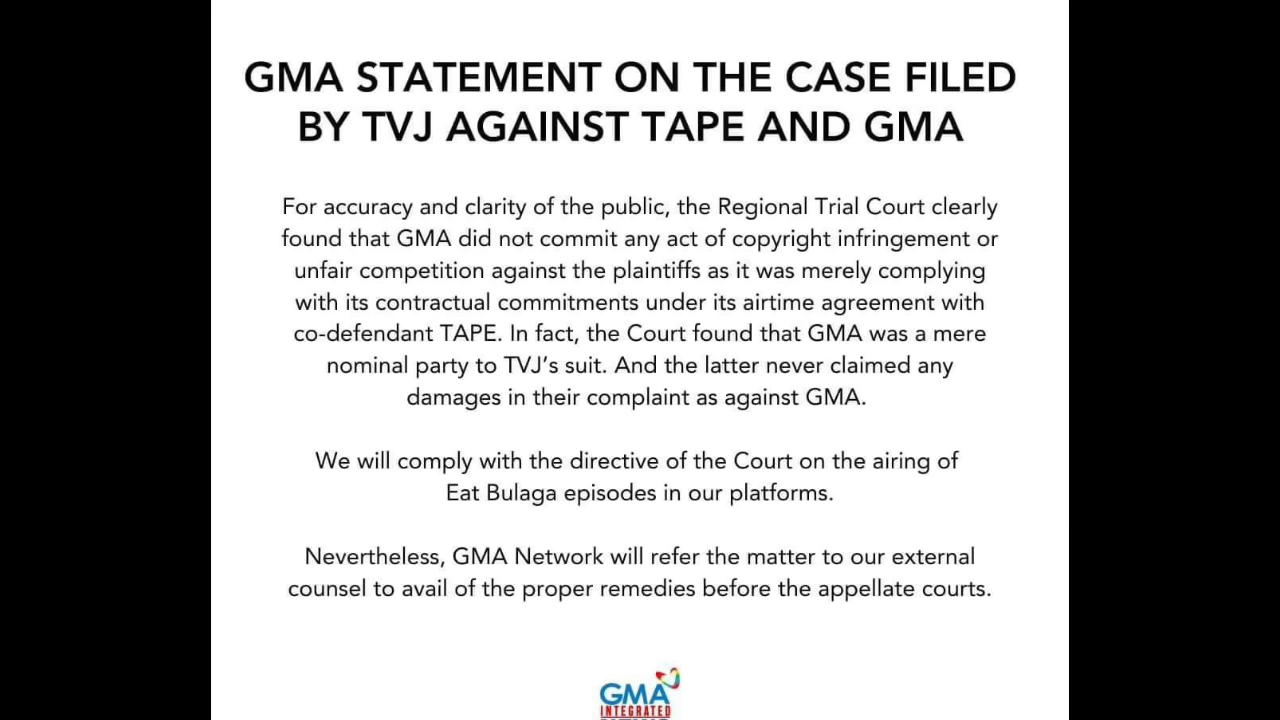 GMA STATEMENT ON THE CASE FILED
BY TVJ AGAINST TAPE AND GMA
For accuracy and clarity of the public, the Regional Trial Court clearly
found that GMA did not commit any act of copyright infringement or
unfair competition against the plaintiffs as it was merely complying
with its contractual commitments under its airtime agreement with
co-defendant TAPE. In fact, the Court found that GMA was a mere
nominal party to TVJ’s suit. And the latter never claimed any
damages in their complaint as against GMA.
We will comply with the directive of the Court on the airing of
Eat Bulaga episodes in our platforms.
Nevertheless, GMA Network will refer the matter to our external
counsel to avail of the proper remedies before the appellate courts.
GMA
INTEGRATED